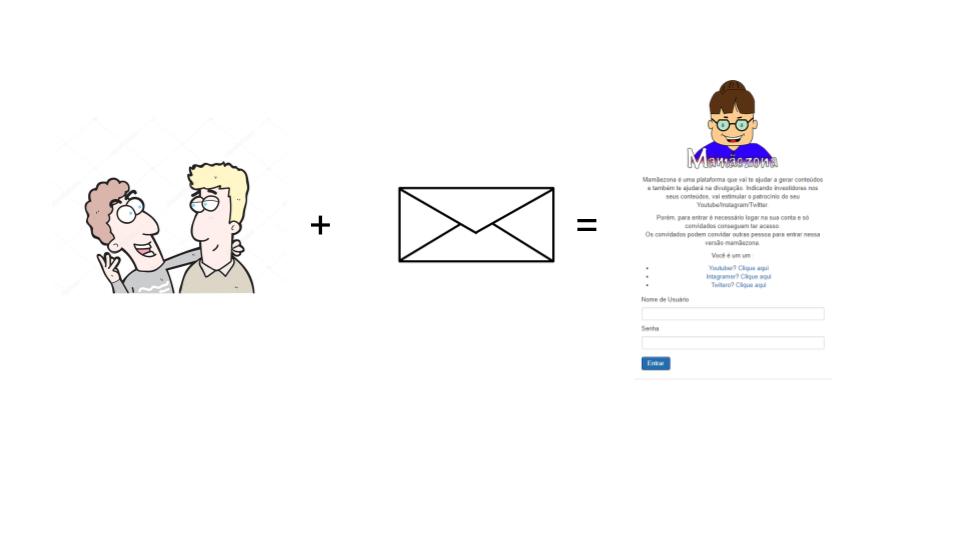 +
=
Mamãezona
Mamãezona é uma plataforma que vai te ajudar a gerar conteúdos
e também te ajudará na divulgação. Indicando investidores nos
seus conteúdos, vai estimular o patrocínio do seu
Youtube/Instagram/Twitter
Porém, para entrar é necessário logar na sua conta e só
convidados conseguem ter acesso.
Os convidados podem convidar outras pessoa para entrar nessa
versão mamãezona.
Você é um um :
Youtuber? Clique aqui
Intagramer? Clique aqui
Twitero? Clique aqui
Nome de Usuário
Senha
Entrar